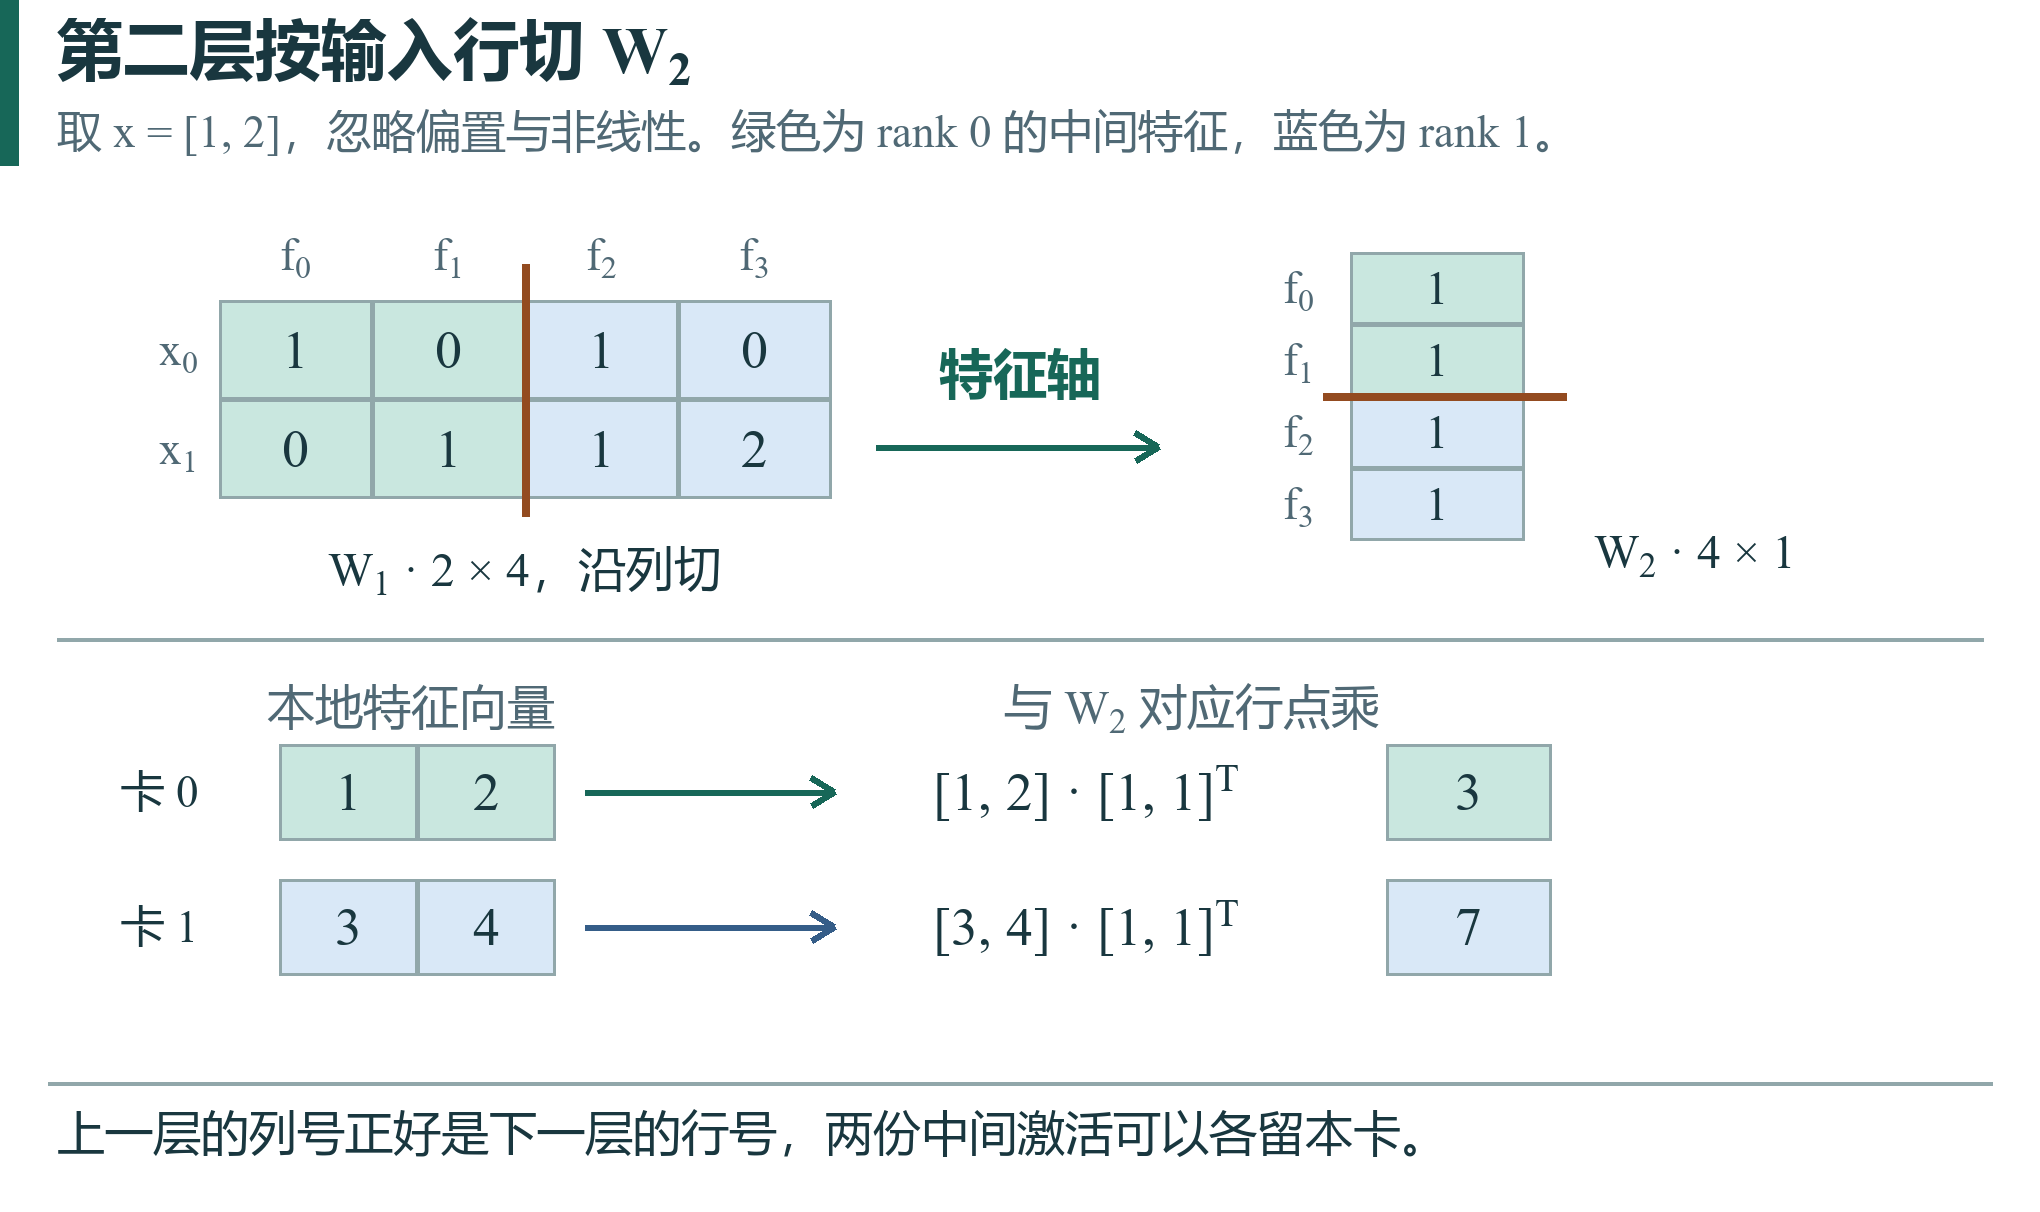 第二层按输入行切 W₂
取 x = [1, 2]，忽略偏置与非线性。绿色为 rank 0 的中间特征，蓝色为 rank 1。
f₀ f₁ f₂ f₃
x₀ 1 0 1 0
x₁ 0 1 1 2
W₁ · 2 × 4，沿列切
特征轴
f₀ 1
f₁ 1
f₂ 1
f₃ 1
W₂ · 4 × 1
本地特征向量 与 W₂ 对应行点乘
卡 0 1 2 [1, 2] · [1, 1]ᵀ 3
卡 1 3 4 [3, 4] · [1, 1]ᵀ 7
上一层的列号正好是下一层的行号，两份中间激活可以各留本卡。